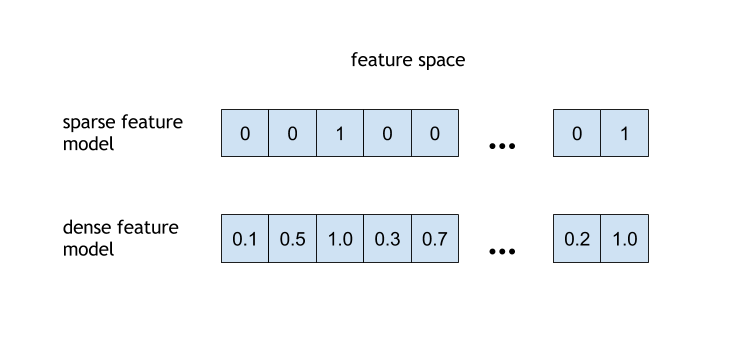 feature space
sparse feature
model
0 0 1 0 0 ... 0 1
dense feature
model
0.1 0.5 1.0 0.3 0.7 ... 0.2 1.0